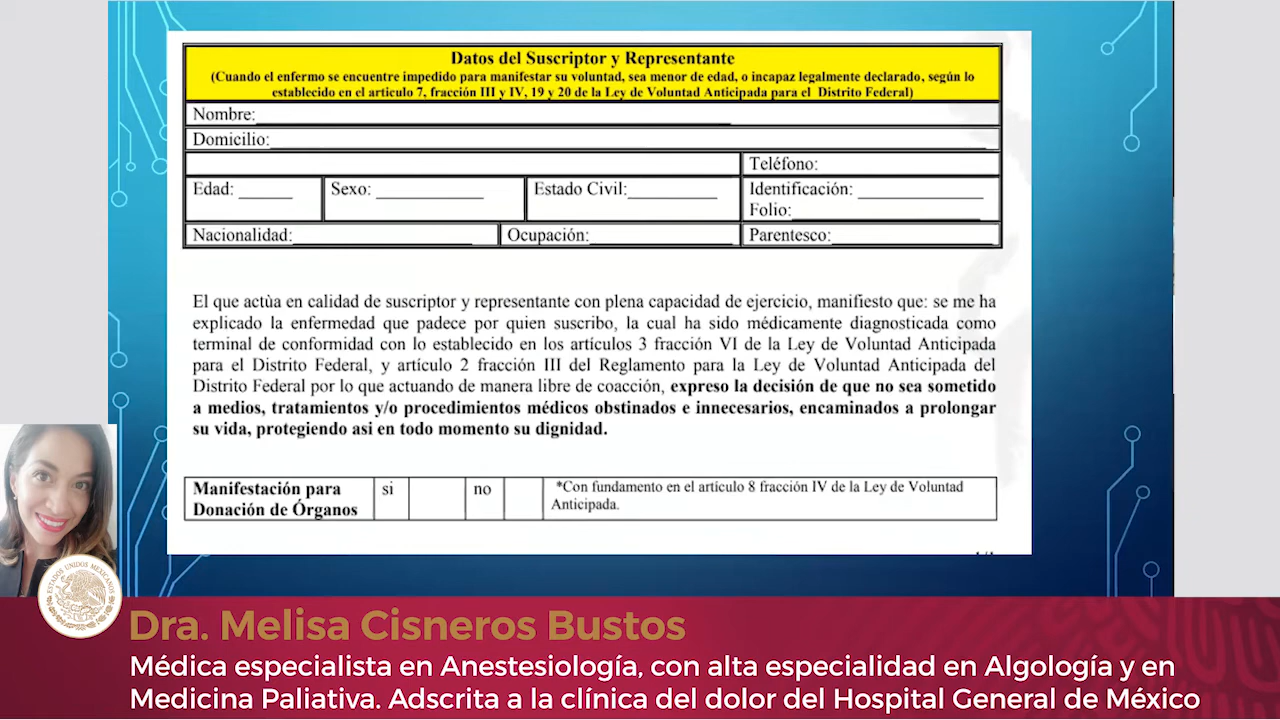 Datos del Suscriptor y Representante
(Cuando el enfermo se encuentre impedido para manifestar su voluntad, sea menor de edad, o incapaz legalmente declarado, según lo
establecido en el articulo 7, fracción III y IV, 19 y 20 de la Ley de Voluntad Anticipada para el Distrito Federal)
Nombre:
Domicilio:
Teléfono:
Edad: Sexo: Estado Civil: Identificación:
Folio:
Nacionalidad: Ocupación: Parentesco:
El que actùa en calidad de suscriptor y representante con plena capacidad de ejercicio, manifiesto que: se me ha
explicado la enfermedad que padece por quien suscribo, la cual ha sido médicamente diagnosticada como
terminal de conformidad con lo establecido en los artículos 3 fracción VI de la Ley de Voluntad Anticipada
para el Distrito Federal, y artículo 2 fracción III del Reglamento para la Ley de Voluntad Anticipada del
Distrito Federal por lo que actuando de manera libre de coacción, expreso la decisión de que no sea sometido
a medios, tratamientos y/o procedimientos médicos obstinados e innecesarios, encaminados a prolongar
su vida, protegiendo asi en todo momento su dignidad.
Manifestación para
Donación de Órganos
si no
*Con fundamento en el artículo 8 fracción IV de la Ley de Voluntad
Anticipada.
ESTADOS UNIDOS MEXICANOS
Dra. Melisa Cisneros Bustos
Médica especialista en Anestesiología, con alta especialidad en Algología y en
Medicina Paliativa. Adscrita a la clínica del dolor del Hospital General de México